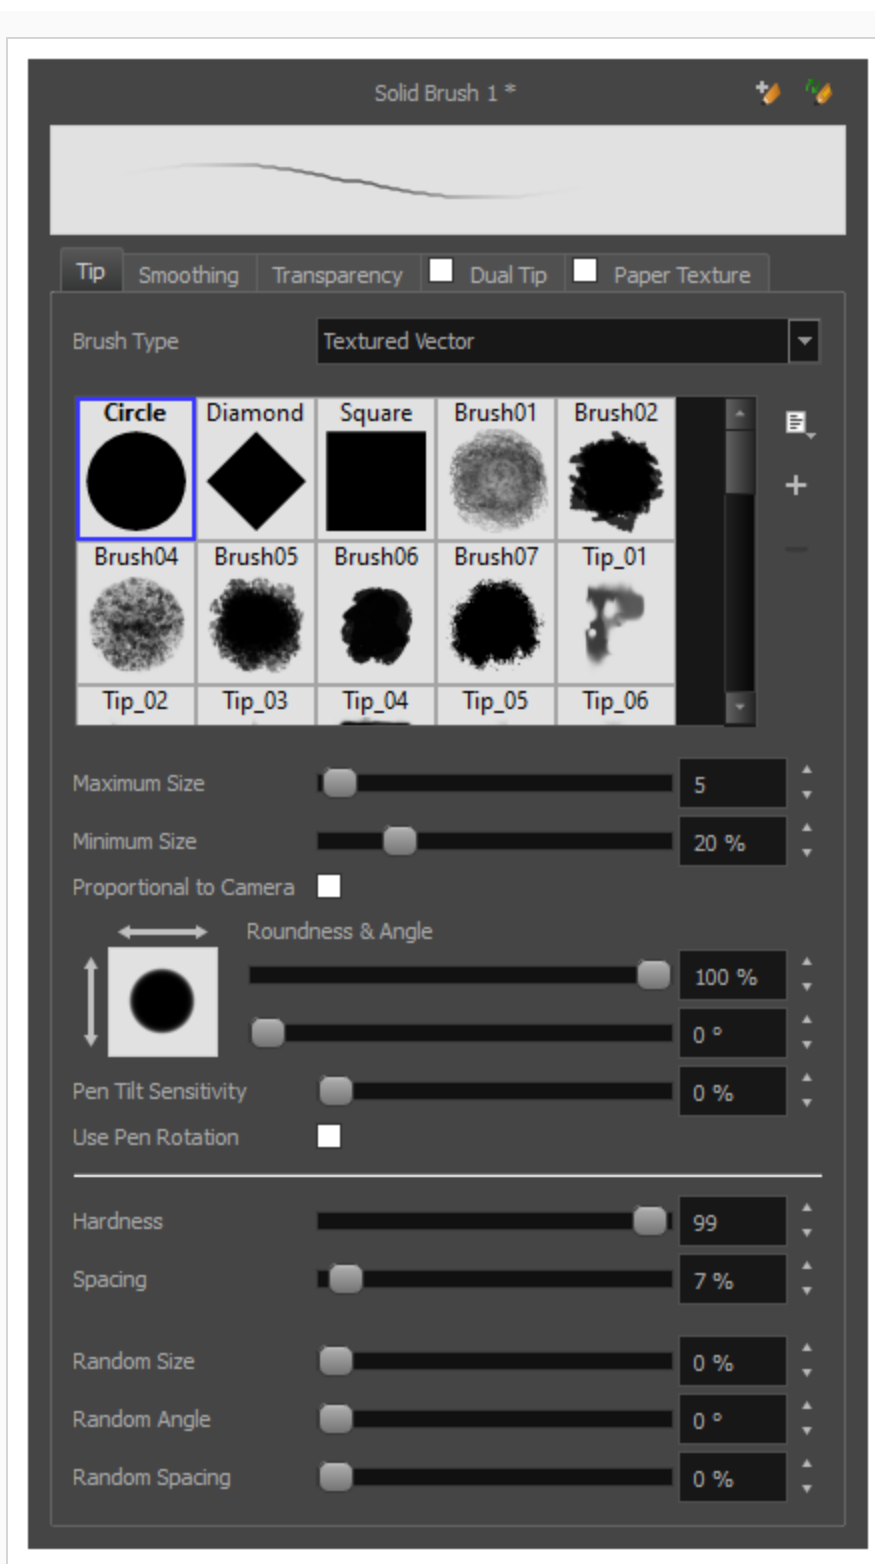 Solid Brush 1 *
Tip Smoothing Transparency Dual Tip Paper Texture
Brush Type Textured Vector
Circle Diamond Square Brush01 Brush02
Brush04 Brush05 Brush06 Brush07 Tip_01
Tip_02 Tip_03 Tip_04 Tip_05 Tip_06
Maximum Size 5
Minimum Size 20 %
Proportional to Camera
Roundness & Angle
100 %
0 °
Pen Tilt Sensitivity 0 %
Use Pen Rotation
Hardness 99
Spacing 7 %
Random Size 0 %
Random Angle 0 °
Random Spacing 0 %